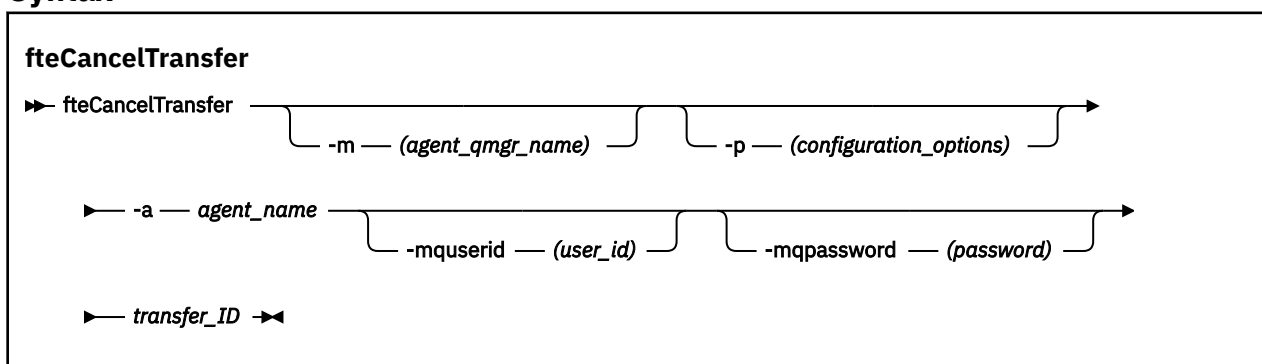 Syntax
fteCancelTransfer
fteCancelTransfer
-m (agent_qmgr_name) -p (configuration_options)
-a agent_name
-mquserid (user_id) -mqpassword (password)
transfer_ID